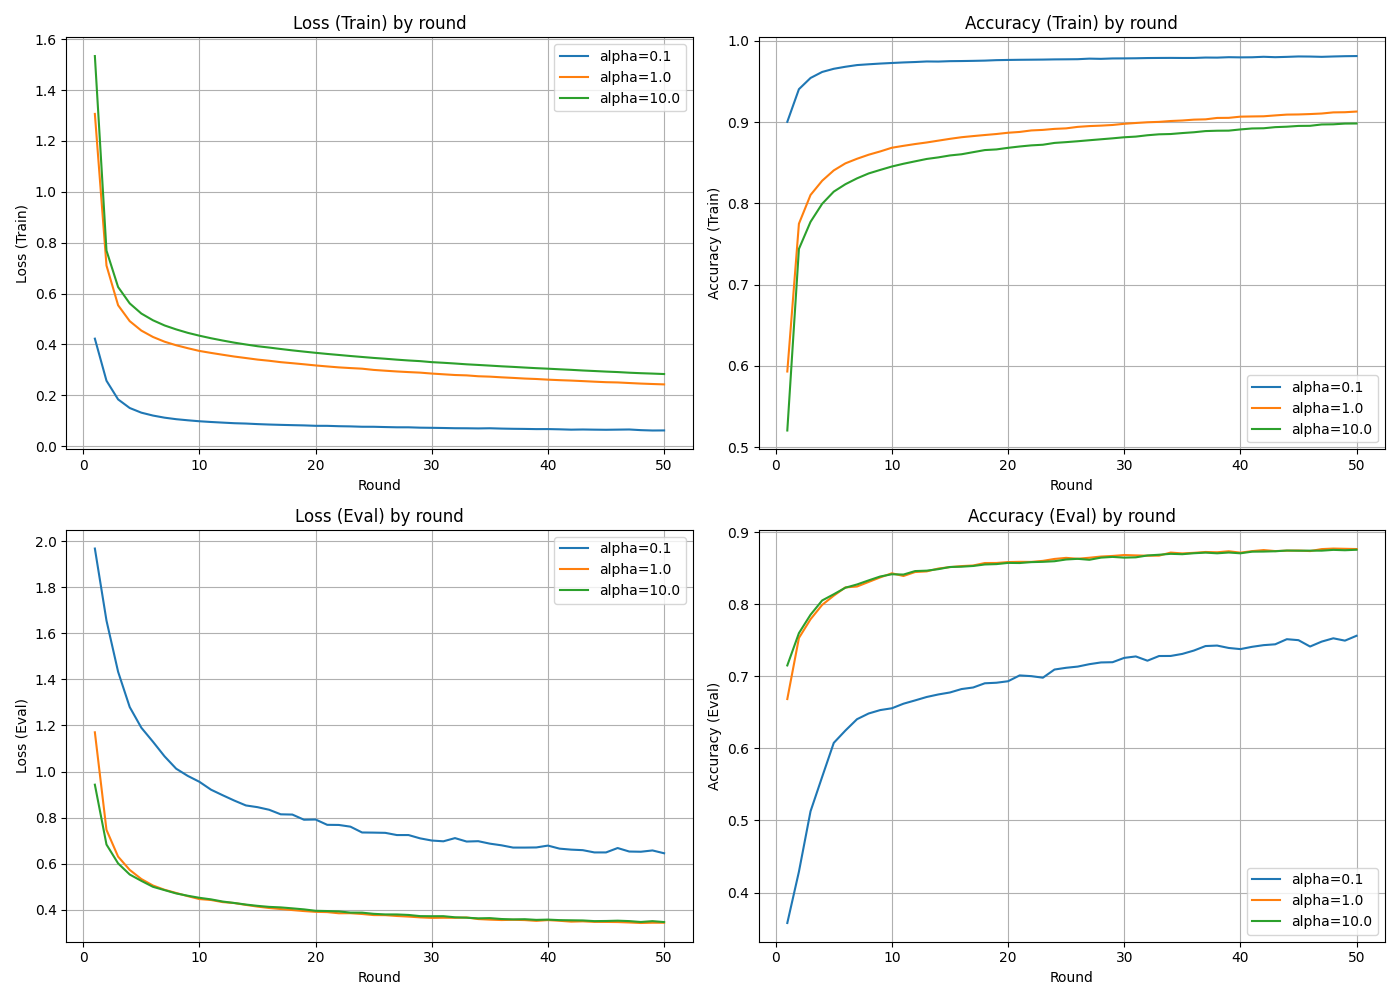 Loss (Train) by round
Loss (Train)
1.6
1.4
1.2
1.0
0.8
0.6
0.4
0.2
0.0
alpha=0.1
alpha=1.0
alpha=10.0
0 10 20 30 40 50
Round
Accuracy (Train) by round
Accuracy (Train)
1.0
0.9
0.8
0.7
0.6
0.5
alpha=0.1
alpha=1.0
alpha=10.0
0 10 20 30 40 50
Round
Loss (Eval) by round
Loss (Eval)
2.0
1.8
1.6
1.4
1.2
1.0
0.8
0.6
0.4
alpha=0.1
alpha=1.0
alpha=10.0
0 10 20 30 40 50
Round
Accuracy (Eval) by round
Accuracy (Eval)
0.9
0.8
0.7
0.6
0.5
0.4
alpha=0.1
alpha=1.0
alpha=10.0
0 10 20 30 40 50
Round